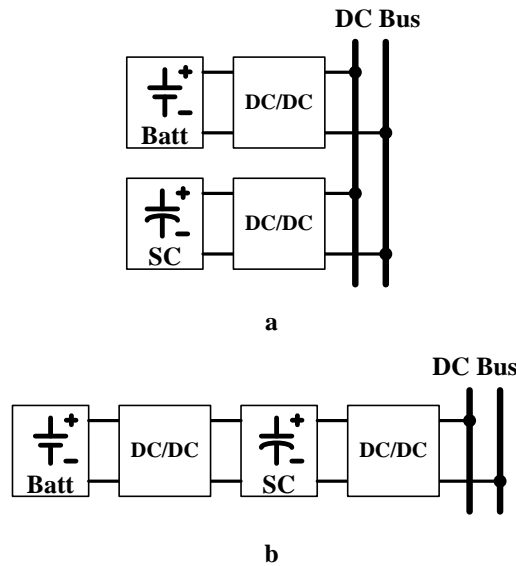 DC Bus
+
DC/DC
−
Batt
+
DC/DC
−
SC
a
DC Bus
+
+
DC/DC
DC/DC
−
−
Batt
SC
b